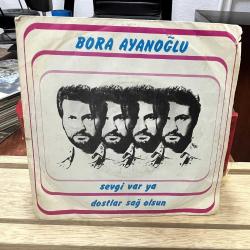 BORA AYANOĞLU
sevgi var ya
dostlar sağ olsun